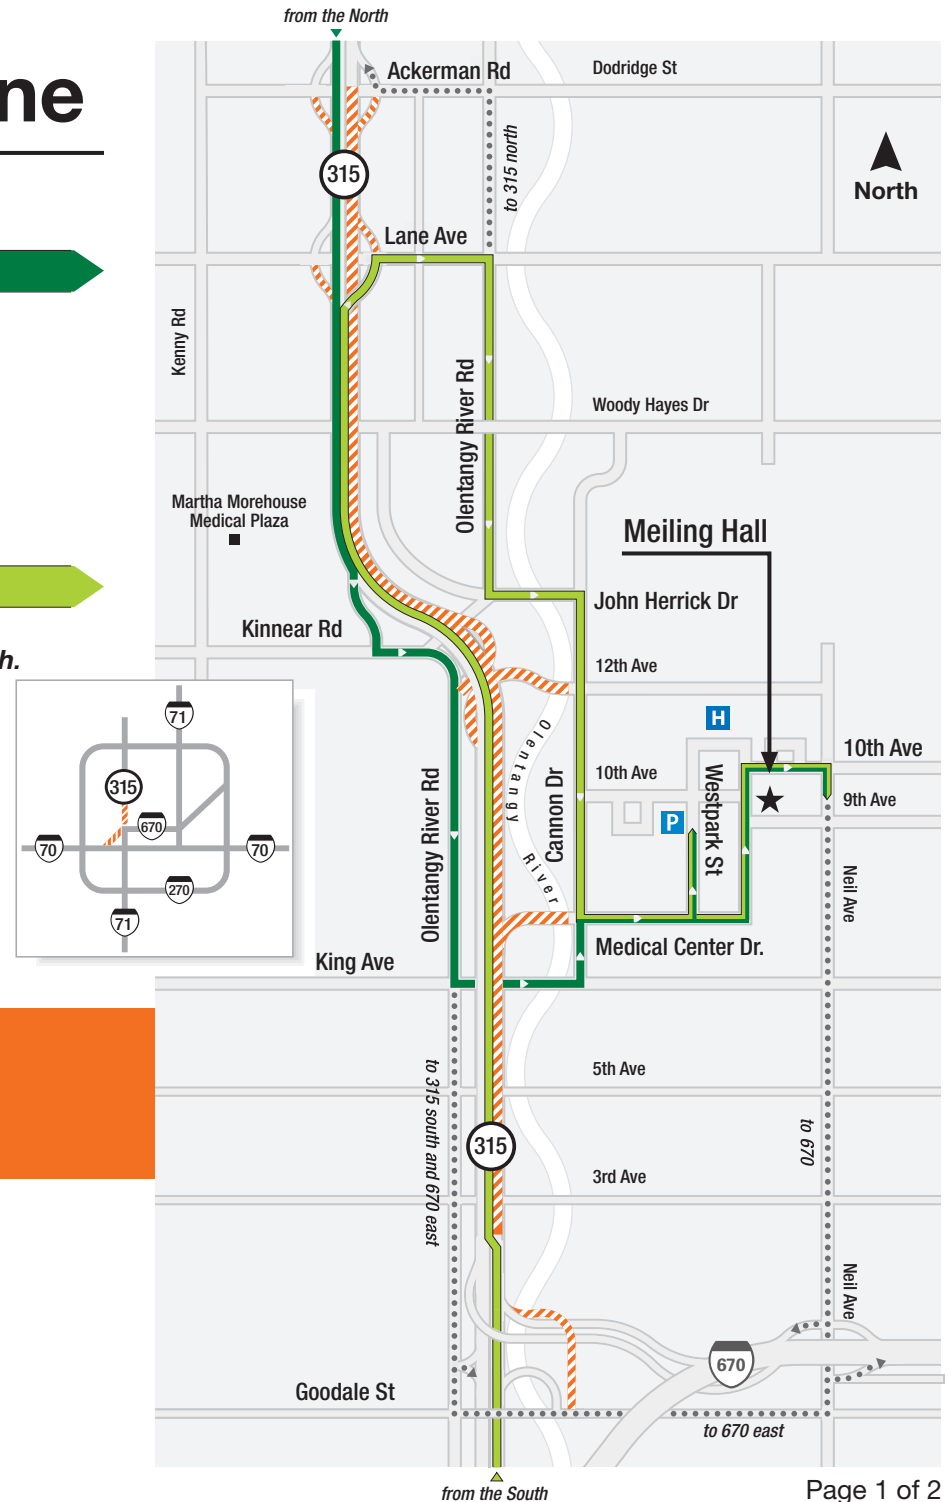 from the North
ne
Ackerman Rd
Dodridge St
315
to 315 north
North
Lane Ave
Kenny Rd
Olentangy River Rd
Woody Hayes Dr
Martha Morehouse
Medical Plaza
Meiling Hall
John Herrick Dr
Kinnear Rd
h.
12th Ave
H
71
315
670
70
70
270
71
Olentangy
River
10th Ave
10th Ave
9th Ave
P
Westpark St
Cannon Dr
Olentangy River Rd
Neil Ave
Medical Center Dr.
King Ave
5th Ave
to 315 south and 670 east
315
to 670
3rd Ave
Neil Ave
670
Goodale St
to 670 east
from the South
Page 1 of 2